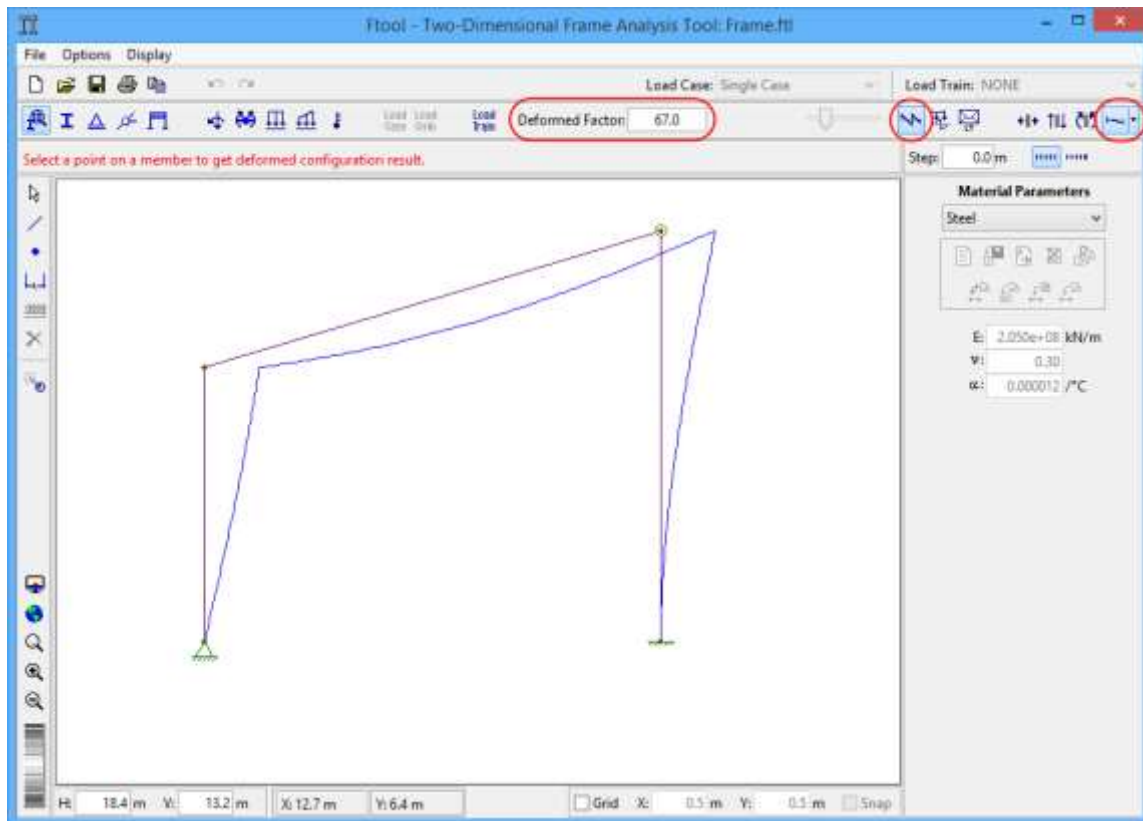 Ftool - Two-Dimensional Frame Analysis Tool: Frame.ftl
File Options Display
Load Case: Single Case
Load Train: NONE
Load Train
Deformed Factor: 67.0
Select a point on a member to get deformed configuration result.
Step: 0.0 m
Material Parameters
Steel
E: 2.050e+08 kN/m
ν: 0.30
α: 0.000012 /°C
H: 18.4 m V: 13.2 m X: 12.7 m Y: 6.4 m Grid X: 0.5 m Y: 0.5 m Snap